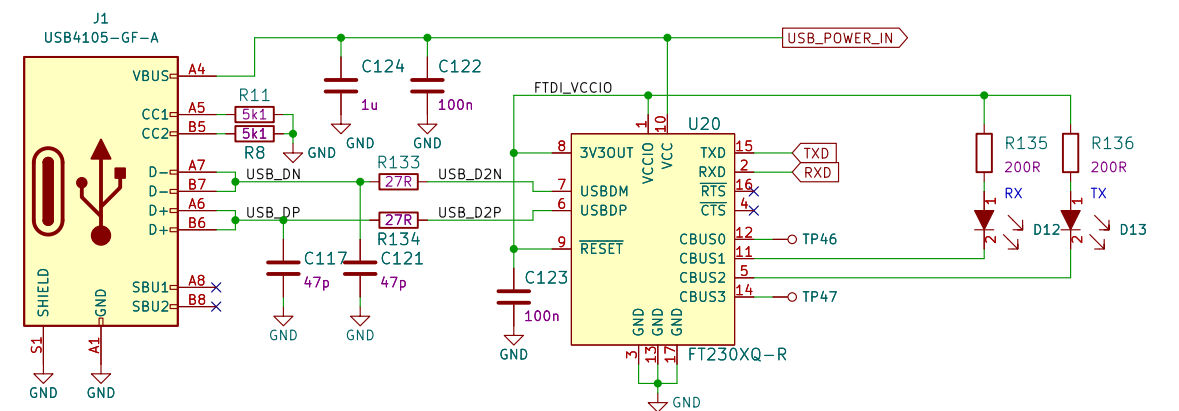 J1
USB4105-GF-A
VBUS A4
CC1 A5
CC2 B5
D- A7
D- B7
D+ A6
D+ B6
SBU1 A8
SBU2 B8
SHIELD
GND
S1
A1
GND
GND
R11
5k1
5k1
R8
GND
C124
1u
GND
C122
100n
GND
USB_POWER_IN
USB_DN
R133
27R
USB_D2N
USB_DP
27R
R134
USB_D2P
C117
47p
GND
C121
47p
GND
FTDI_VCCIO
C123
100n
GND
U20
1
10
VCCIO
VCC
8 3V3OUT
7 USBDM
6 USBDP
9 RESET
TXD 15 TXD
RXD 2 RXD
RTS 16
CTS 4
CBUS0 12 TP46
CBUS1 11
CBUS2 5
CBUS3 14 TP47
GND
GND
GND
3
13
17
FT230XQ-R
GND
R135
200R
RX
1
2
D12
R136
200R
TX
1
2
D13